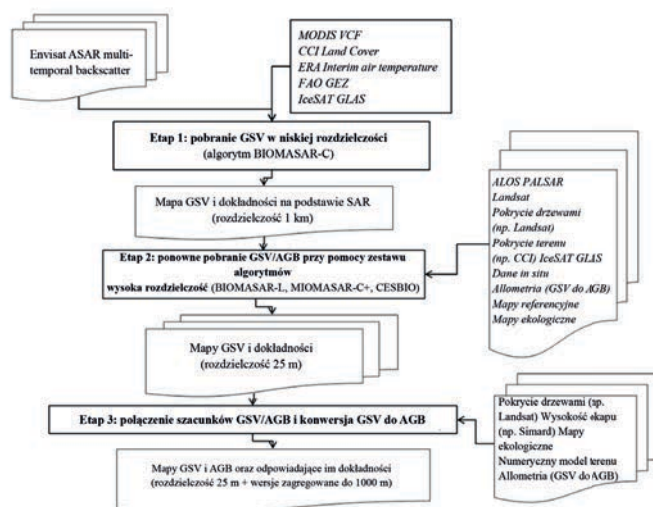 Envisat ASAR multi-
temporal backscatter
MODIS VCF
CCI Land Cover
ERA Interim air temperature
FAO GEZ
IceSAT GLAS
Etap 1: pobranie GSV w niskiej rozdzielczości
(algorytm BIOMASAR-C)
Mapa GSV i dokładności na podstawie SAR
(rozdzielczość 1 km)
ALOS PALSAR
Landsat
Pokrycie drzewami
(np. Landsat)
Pokrycie terenu
(np. CCI) IceSAT GLAS
Dane in situ
Allometria (GSV do AGB)
Mapy referencyjne
Mapy ekologiczne
Etap 2: ponowne pobranie GSV/AGB przy pomocy zestawu
algorytmów
wysoka rozdzielczość (BIOMASAR-L, MIOMASAR-C+, CESBIO)
Mapy GSV i dokładności
(rozdzielczość 25 m)
Etap 3: połączenie szacunków GSV/AGB i konwersja GSV do AGB
Pokrycie drzewami (np.
Landsat) Wysokość okapu
(np. Simard) Mapy
ekologiczne
Numeryczny model terenu
Allometria (GSV do AGB)
Mapy GSV i AGB oraz odpowiadające im dokładności
(rozdzielczość 25 m + wersje zagregowane do 1000 m)